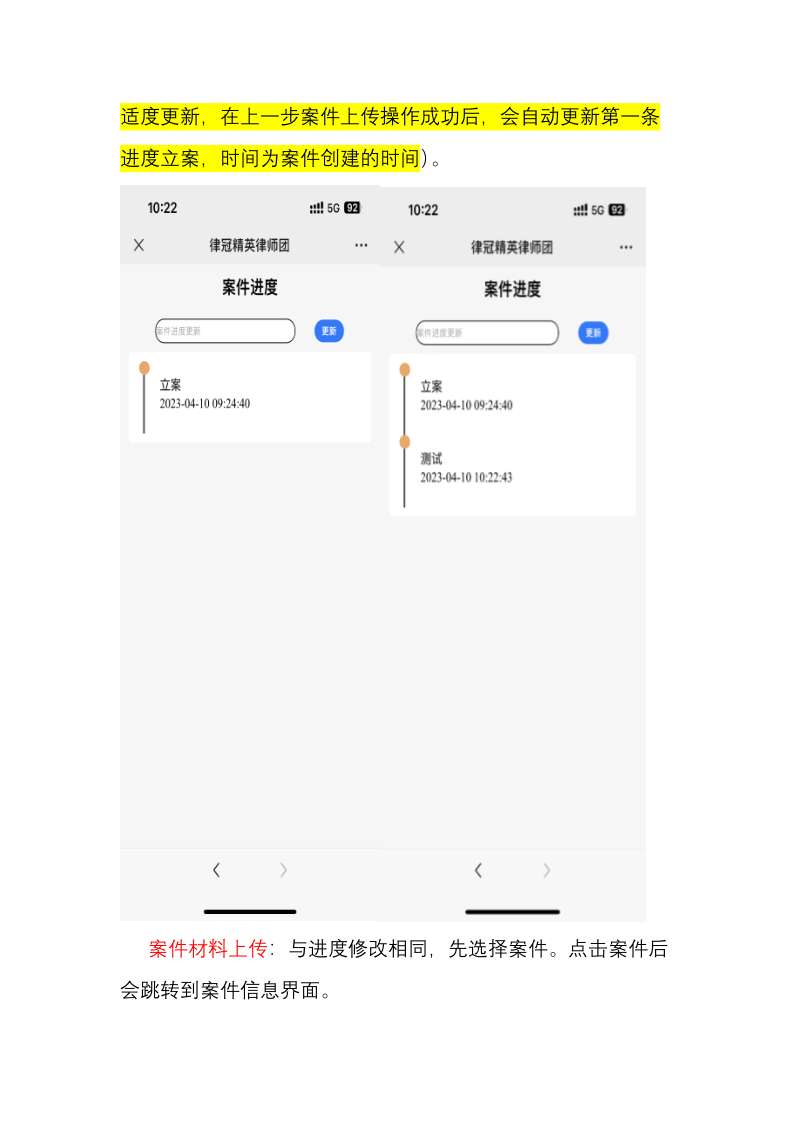 适度更新，在上一步案件上传操作成功后，会自动更新第一条
进度立案，时间为案件创建的时间）。
10:22
5G 92
律冠精英律师团
案件进度
案件进度更新
更新
立案
2023-04-10 09:24:40
10:22
5G 92
律冠精英律师团
案件进度
案件进度更新
更新
立案
2023-04-10 09:24:40
测试
2023-04-10 10:22:43
案件材料上传：与进度修改相同，先选择案件。点击案件后
会跳转到案件信息界面。